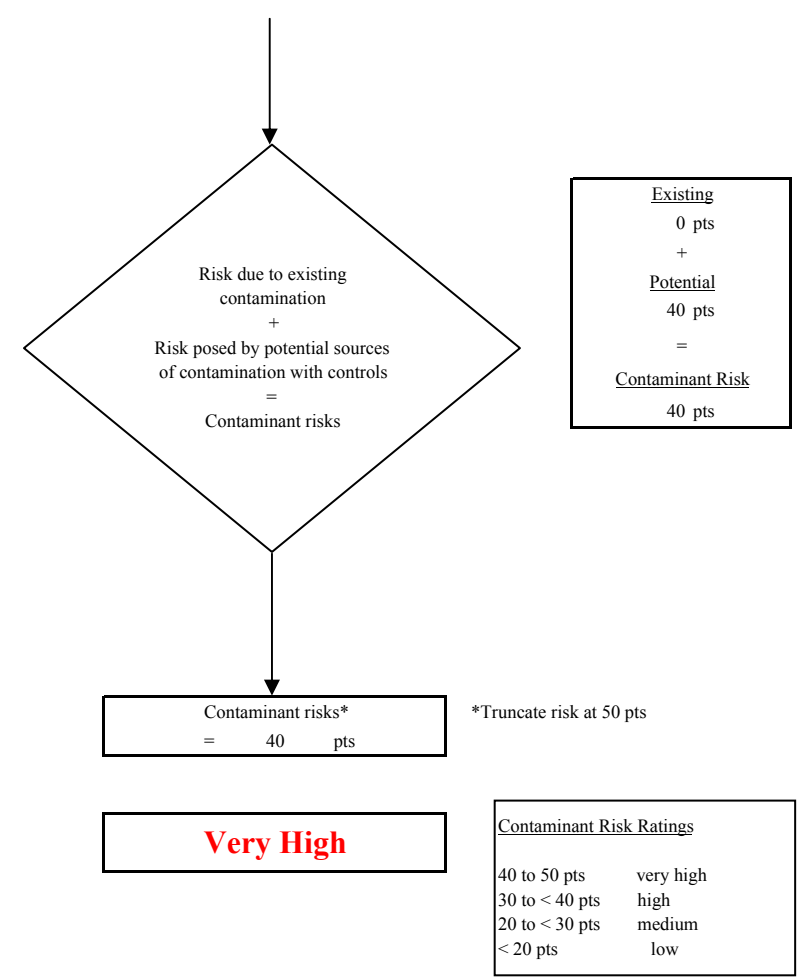 Risk due to existing
contamination
+
Risk posed by potential sources
of contamination with controls
=
Contaminant risks
Existing
0 pts
+
Potential
40 pts
=
Contaminant Risk
40 pts
Contaminant risks*
= 40 pts
*Truncate risk at 50 pts
Very High
Contaminant Risk Ratings
40 to 50 pts very high
30 to < 40 pts high
20 to < 30 pts medium
< 20 pts low